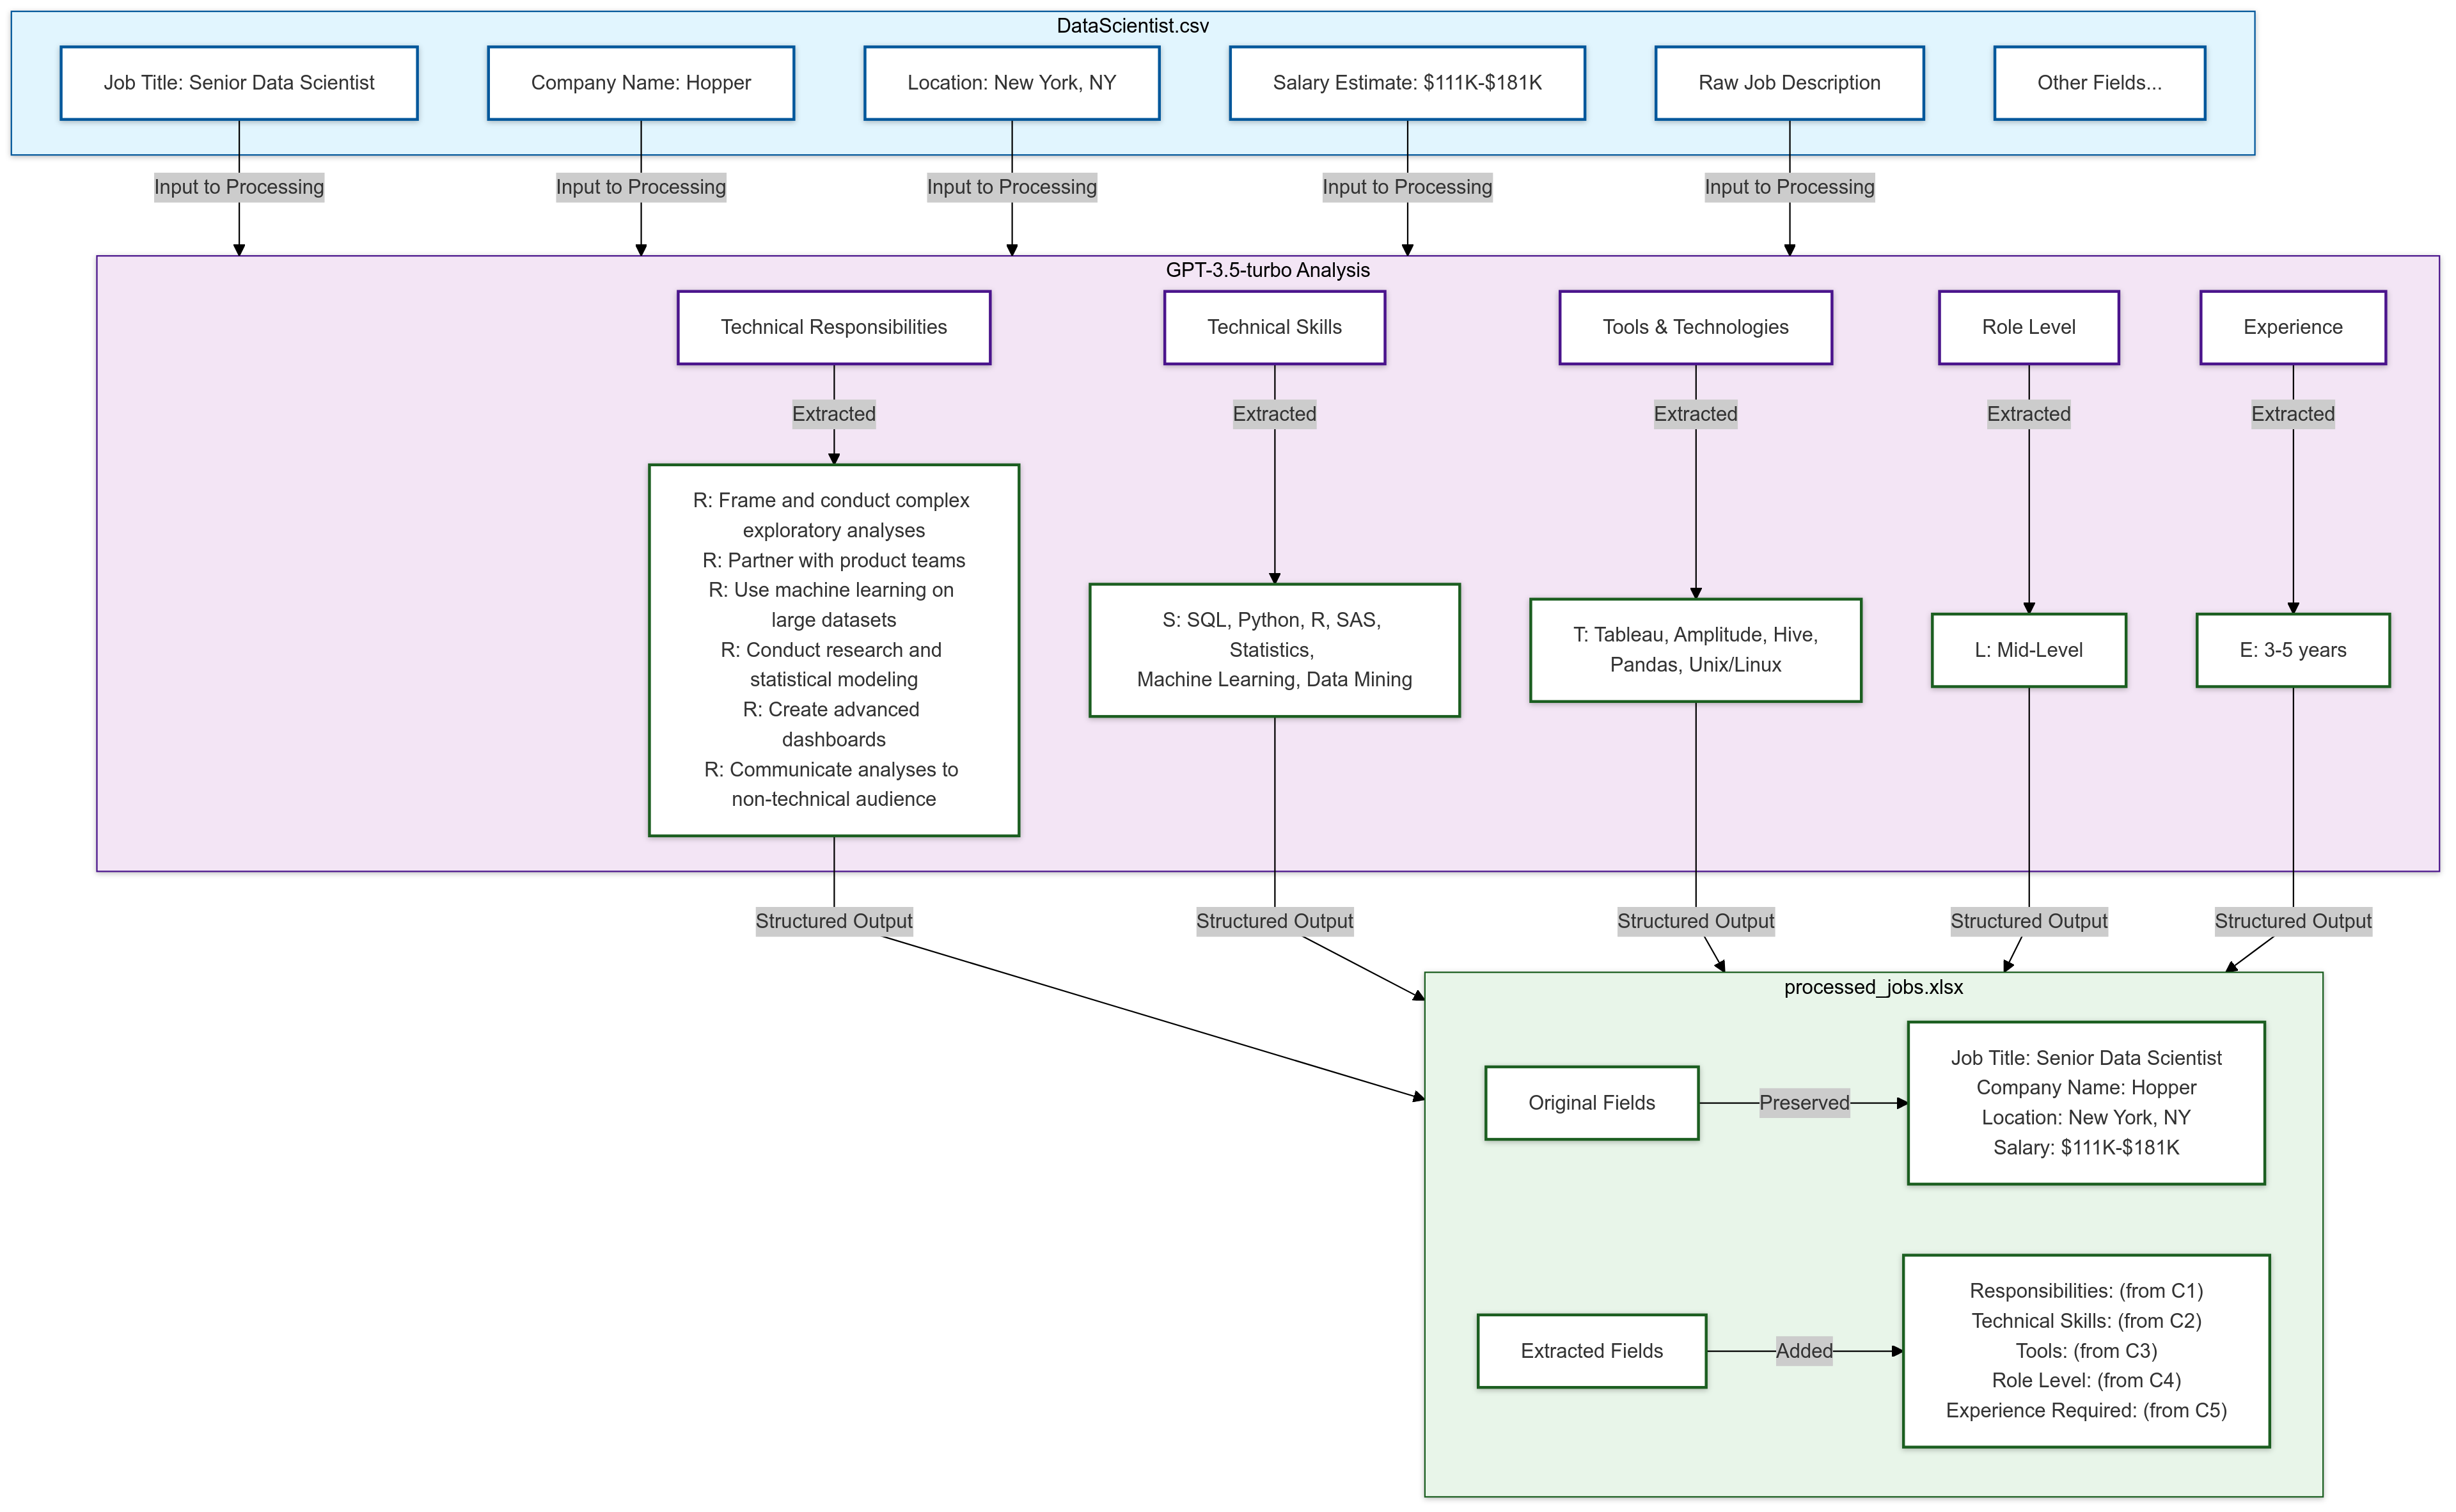 DataScientist.csv
Job Title: Senior Data Scientist
Company Name: Hopper
Location: New York, NY
Salary Estimate: $111K-$181K
Raw Job Description
Other Fields...
Input to Processing
Input to Processing
Input to Processing
Input to Processing
Input to Processing
GPT-3.5-turbo Analysis
Technical Responsibilities
Technical Skills
Tools & Technologies
Role Level
Experience
Extracted
Extracted
Extracted
Extracted
Extracted
R: Frame and conduct complex
exploratory analyses
R: Partner with product teams
R: Use machine learning on
large datasets
R: Conduct research and
statistical modeling
R: Create advanced
dashboards
R: Communicate analyses to
non-technical audience
S: SQL, Python, R, SAS,
Statistics,
Machine Learning, Data Mining
T: Tableau, Amplitude, Hive,
Pandas, Unix/Linux
L: Mid-Level
E: 3-5 years
Structured Output
Structured Output
Structured Output
Structured Output
Structured Output
processed_jobs.xlsx
Original Fields
Preserved
Job Title: Senior Data Scientist
Company Name: Hopper
Location: New York, NY
Salary: $111K-$181K
Extracted Fields
Added
Responsibilities: (from C1)
Technical Skills: (from C2)
Tools: (from C3)
Role Level: (from C4)
Experience Required: (from C5)